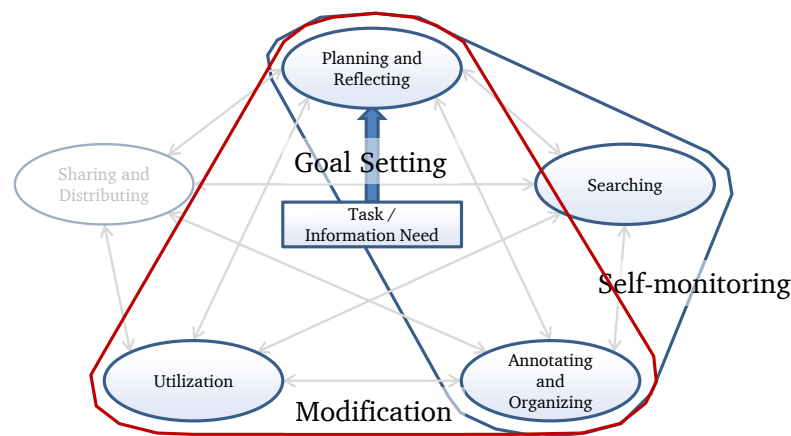 Planning and
Reflecting
Goal Setting
Sharing and
Distributing
Searching
Task /
Information Need
Self-monitoring
Utilization
Annotating
and
Organizing
Modification